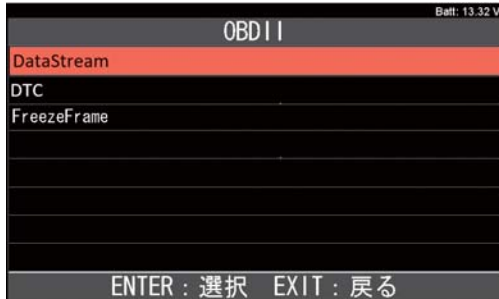 Batt: 13.32 V
OBDII
DataStream
DTC
FreezeFrame
ENTER：選択　EXIT：戻る